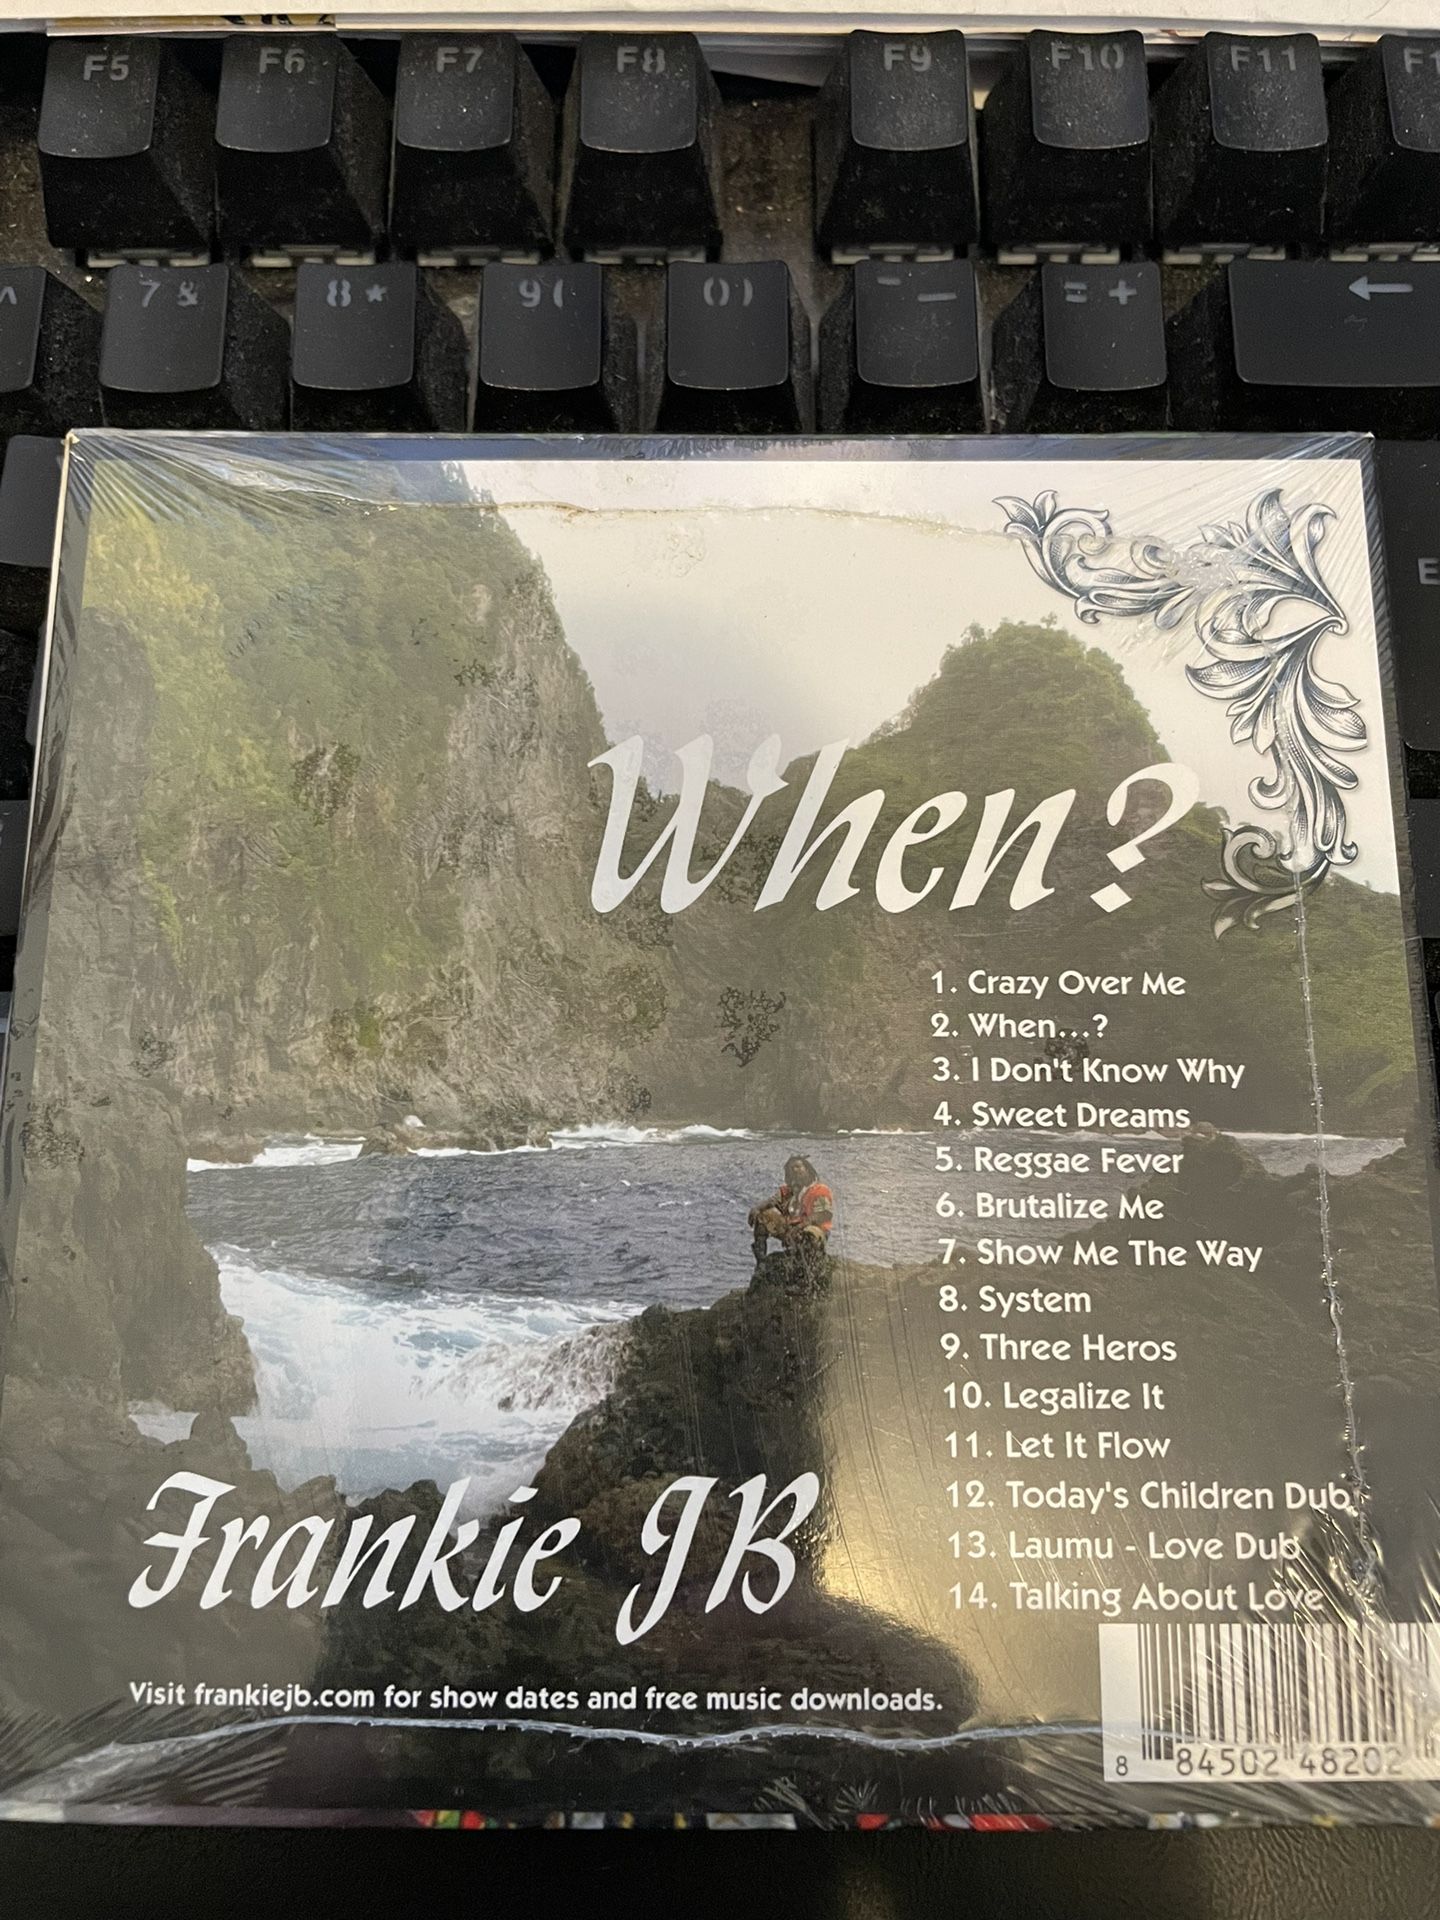 F5 F6 F7 F8 F9 F10 F11
7 & 8 * 9 ( 0 ) - _ = + ←
When?
1. Crazy Over Me
2. When...?
3. I Don't Know Why
4. Sweet Dreams
5. Reggae Fever
6. Brutalize Me
7. Show Me The Way
8. System
9. Three Heros
10. Legalize It
11. Let It Flow
12. Today's Children Dub
13. Laumu - Love Dub
14. Talking About Love
Frankie JB
Visit frankiejb.com for show dates and free music downloads.
8 84502 48202